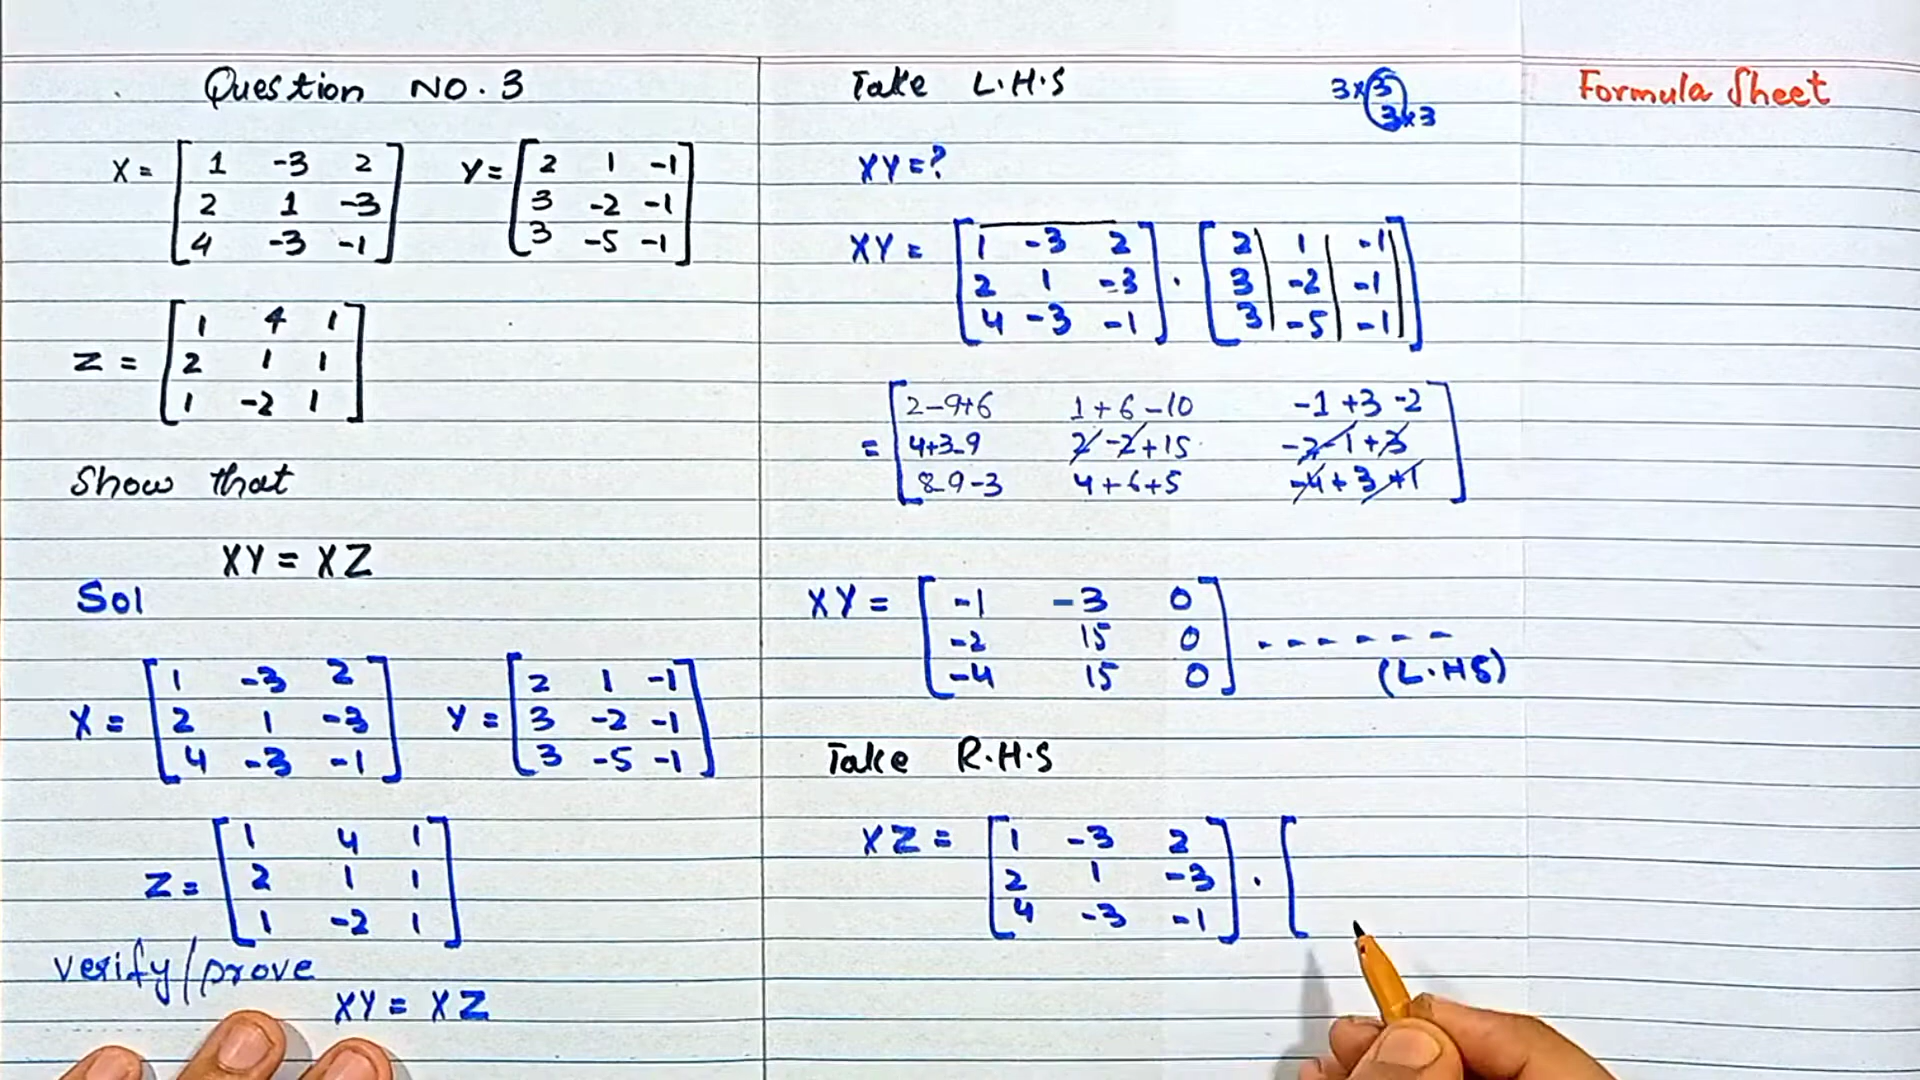 Question NO. 3
X = [ 1 -3 2 Y = [ 2 1 -1
2 1 -3 3 -2 -1
4 -3 -1 ] 3 -5 -1 ]
Z = [ 1 4 1
2 1 1
1 -2 1 ]
Show that
XY = XZ
Sol
X = [ 1 -3 2 Y = [ 2 1 -1
2 1 -3 3 -2 -1
4 -3 -1 ] 3 -5 -1 ]
Z = [ 1 4 1
2 1 1
1 -2 1 ]
verify/prove
XY = XZ
Take L.H.S
3×3
3×3
XY = ?
XY = [ 1 -3 2 . [ 2 1 -1
2 1 -3 3 -2 -1
4 -3 -1 ] 3 -5 -1 ]
= [ 2-9+6 1+6-10 -1+3-2
4+3-9 2-2+15 -2-1+3
8-9-3 4+6+5 -4+3+1 ]
XY = [ -1 -3 0
-2 15 0 ------
-4 15 0 ] (L.HS)
Take R.H.S
XZ = [ 1 -3 2 . [
2 1 -3
4 -3 -1 ]
Formula Sheet